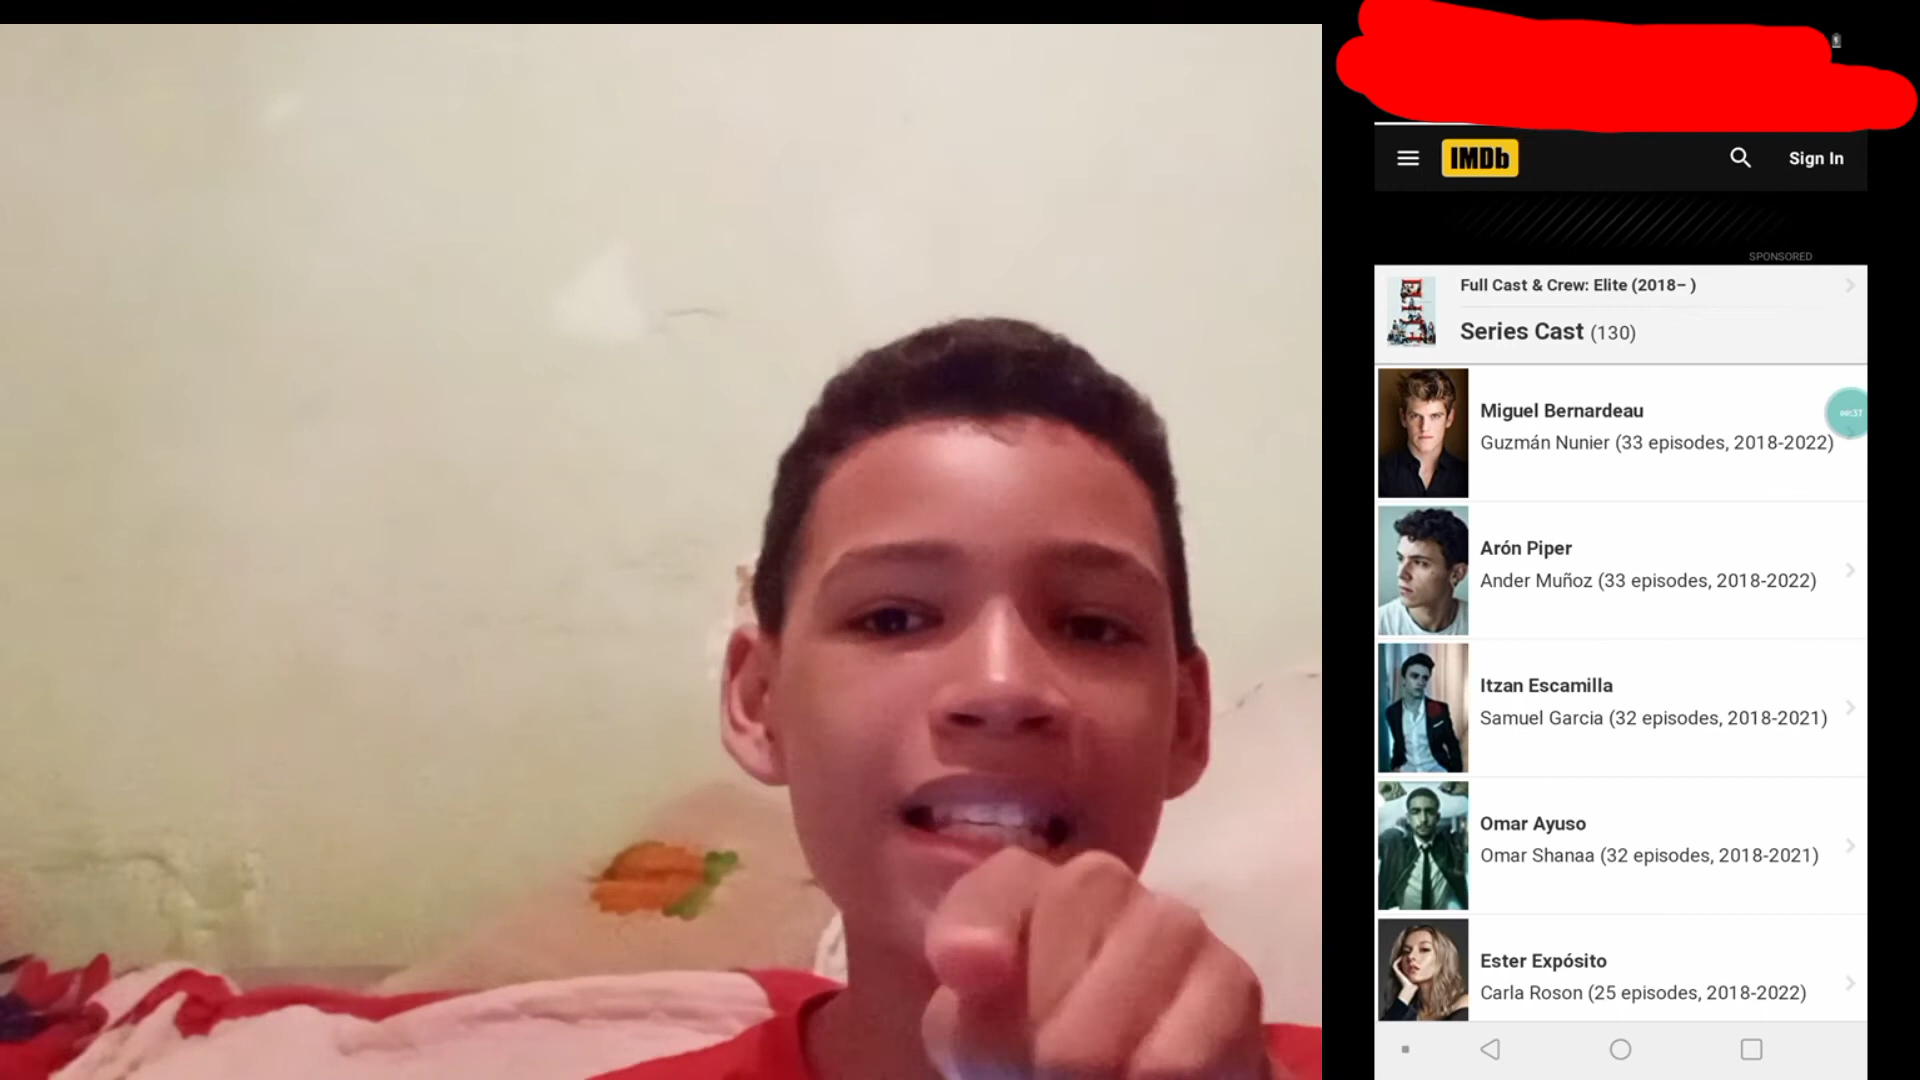 IMDb
Sign In
SPONSORED
Full Cast & Crew: Elite (2018– )
Series Cast (130)
Miguel Bernardeau
Guzmán Nunier (33 episodes, 2018-2022)
00:37
Arón Piper
Ander Muñoz (33 episodes, 2018-2022)
Itzan Escamilla
Samuel Garcia (32 episodes, 2018-2021)
Omar Ayuso
Omar Shanaa (32 episodes, 2018-2021)
Ester Expósito
Carla Roson (25 episodes, 2018-2022)